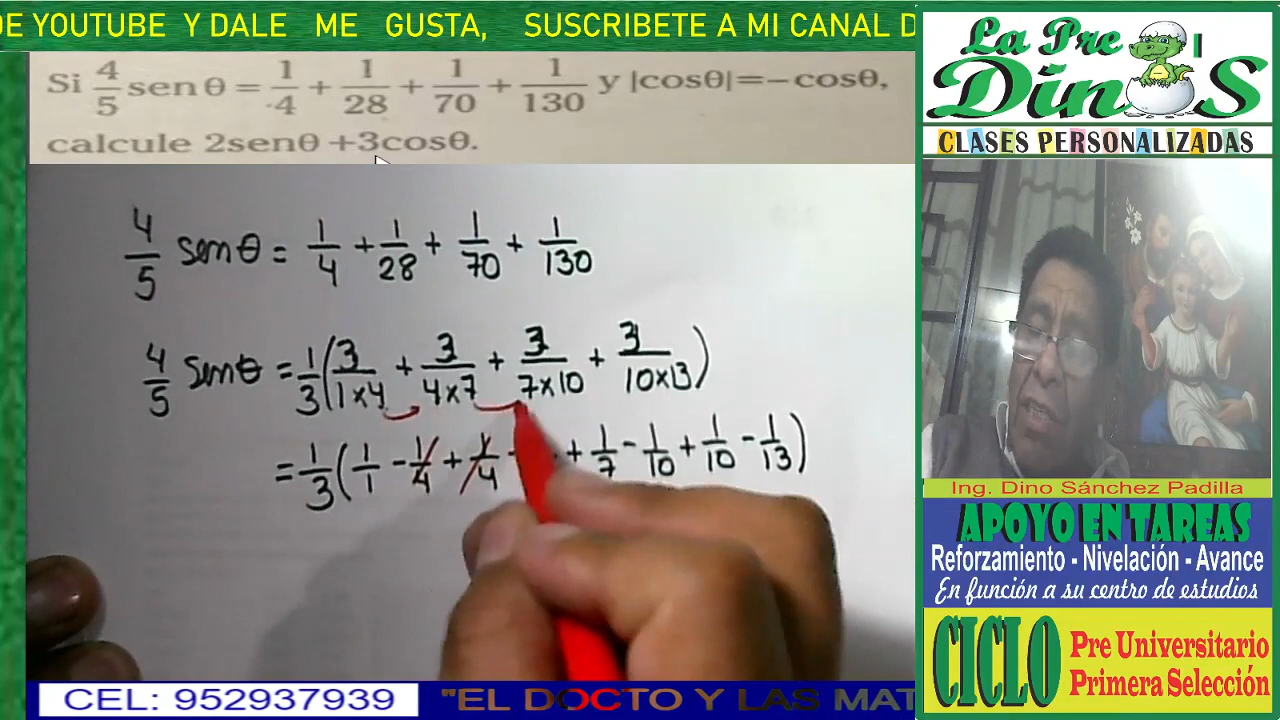 DE YOUTUBE Y DALE ME GUSTA, SUSCRIBETE A MI CANAL D
Si 4/5 sen θ = 1/4 + 1/28 + 1/70 + 1/130 y |cosθ|=−cosθ,
calcule 2senθ +3cosθ.
4/5 senθ = 1/4 + 1/28 + 1/70 + 1/130
4/5 senθ = 1/3 (3/1×4 + 3/4×7 + 3/7×10 + 3/10×13)
= 1/3 (1/1 − 1/4 + 1/4 − + 1/7 − 1/10 + 1/10 − 1/13)
CEL: 952937939 "EL DOCTO Y LAS MAT
La Pre
Dino'S
CLASES PERSONALIZADAS
Ing. Dino Sánchez Padilla
APOYO EN TAREAS
Reforzamiento - Nivelación - Avance
En función a su centro de estudios
CICLO
Pre Universitario
Primera Selección